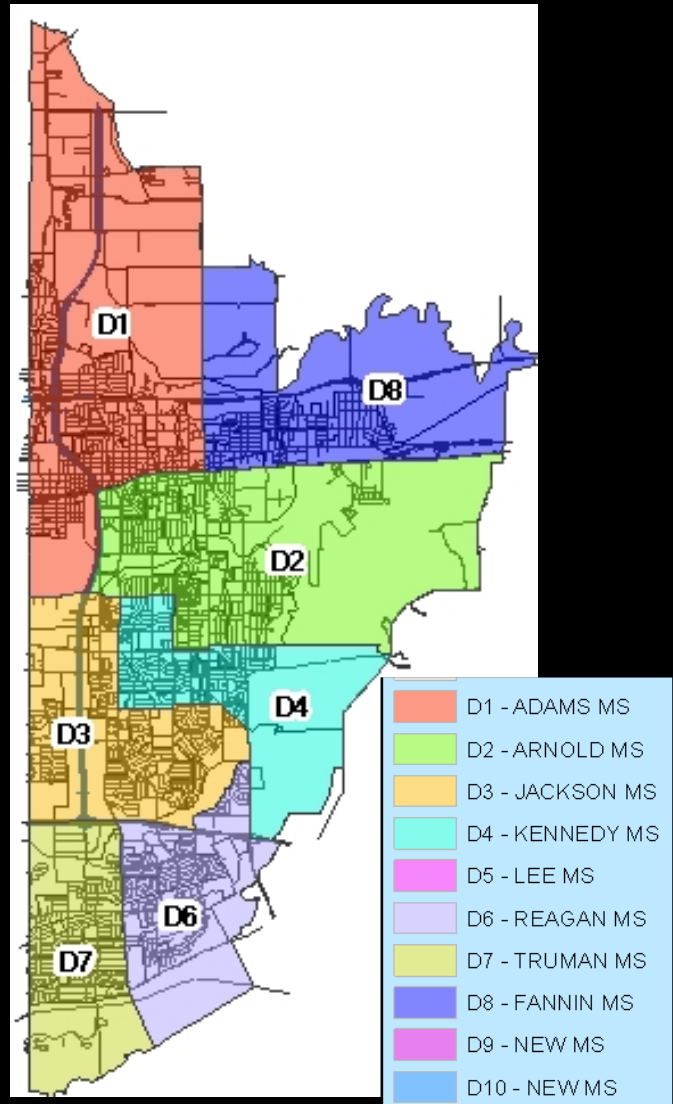 D1
D8
D2
D4
D3
D6
D7
D1 - ADAMS MS
D2 - ARNOLD MS
D3 - JACKSON MS
D4 - KENNEDY MS
D5 - LEE MS
D6 - REAGAN MS
D7 - TRUMAN MS
D8 - FANNIN MS
D9 - NEW MS
D10 - NEW MS